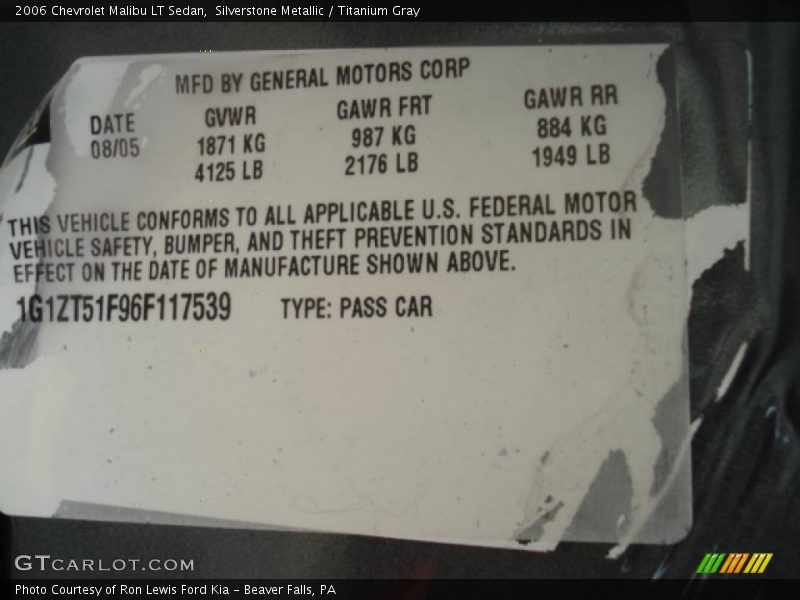 2006 Chevrolet Malibu LT Sedan,  Silverstone Metallic / Titanium Gray
MFD BY GENERAL MOTORS CORP
DATE GVWR GAWR FRT GAWR RR
08/05 1871 KG 987 KG 884 KG
4125 LB 2176 LB 1949 LB
THIS VEHICLE CONFORMS TO ALL APPLICABLE U.S. FEDERAL MOTOR
VEHICLE SAFETY, BUMPER, AND THEFT PREVENTION STANDARDS IN
EFFECT ON THE DATE OF MANUFACTURE SHOWN ABOVE.
1G1ZT51F96F117539 TYPE: PASS CAR
GTCARLOT.COM
Photo Courtesy of Ron Lewis Ford Kia - Beaver Falls, PA